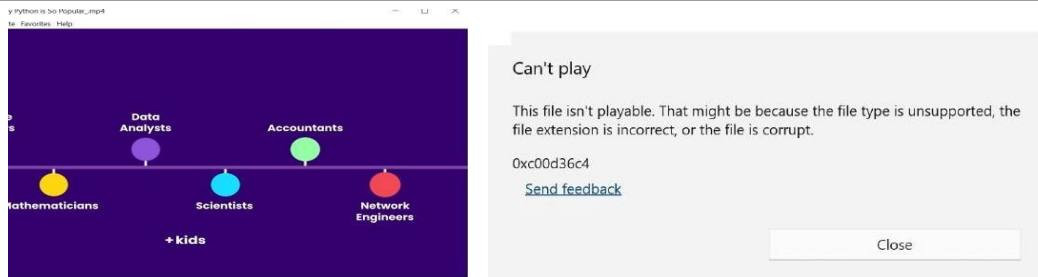 y Python is So Popular_.mp4
te Favorites Help
Data
Analysts
Accountants
Mathematicians
Scientists
Network
Engineers
+kids
Can't play
This file isn't playable. That might be because the file type is unsupported, the
file extension is incorrect, or the file is corrupt.
0xc00d36c4
Send feedback
Close